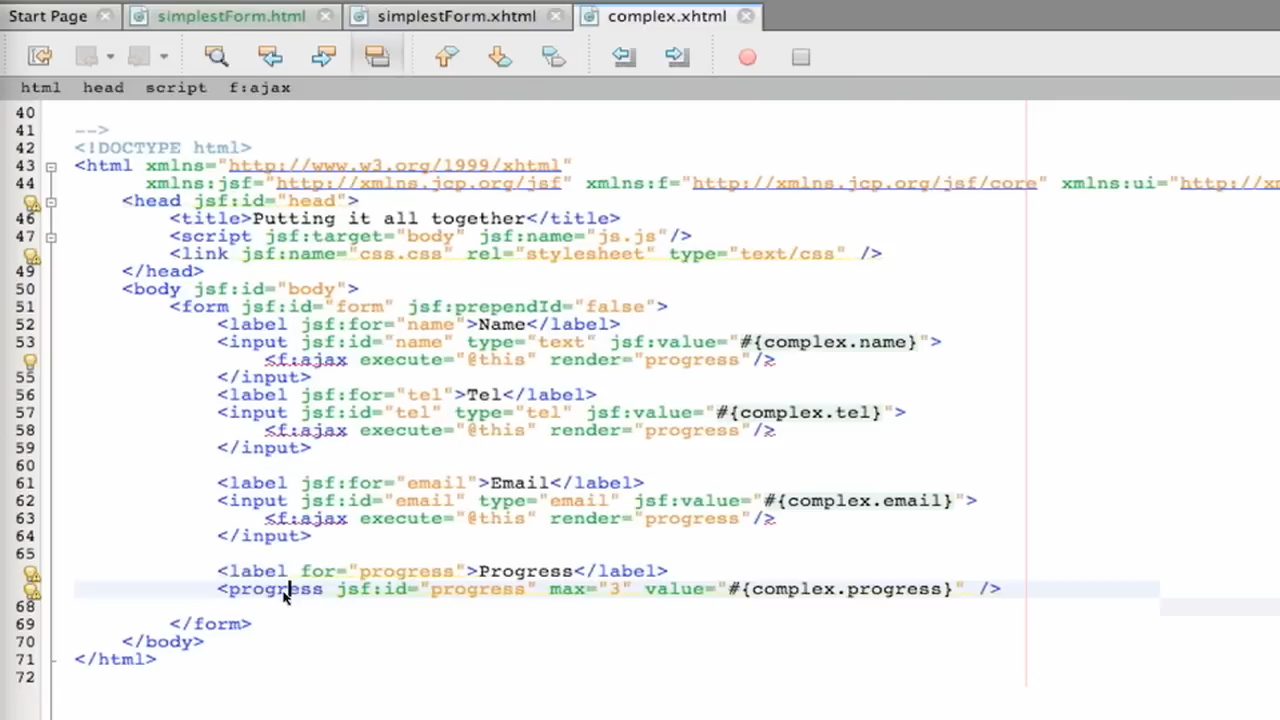 Start Page
simplestForm.html
simplestForm.xhtml
complex.xhtml
html head script f:ajax
40
41 -->
42 <!DOCTYPE html>
43 <html xmlns="http://www.w3.org/1999/xhtml"
44 xmlns:jsf="http://xmlns.jcp.org/jsf" xmlns:f="http://xmlns.jcp.org/jsf/core" xmlns:ui="http://xm
<head jsf:id="head">
46 <title>Putting it all together</title>
47 <script jsf:target="body" jsf:name="js.js"/>
<link jsf:name="css.css" rel="stylesheet" type="text/css" />
49 </head>
50 <body jsf:id="body">
51 <form jsf:id="form" jsf:prependId="false">
52 <label jsf:for="name">Name</label>
53 <input jsf:id="name" type="text" jsf:value="#{complex.name}">
<f:ajax execute="@this" render="progress"/>
55 </input>
56 <label jsf:for="tel">Tel</label>
57 <input jsf:id="tel" type="tel" jsf:value="#{complex.tel}">
58 <f:ajax execute="@this" render="progress"/>
59 </input>
60
61 <label jsf:for="email">Email</label>
62 <input jsf:id="email" type="email" jsf:value="#{complex.email}">
63 <f:ajax execute="@this" render="progress"/>
64 </input>
65
<label for="progress">Progress</label>
<progress jsf:id="progress" max="3" value="#{complex.progress}" />
68
69 </form>
70 </body>
71 </html>
72